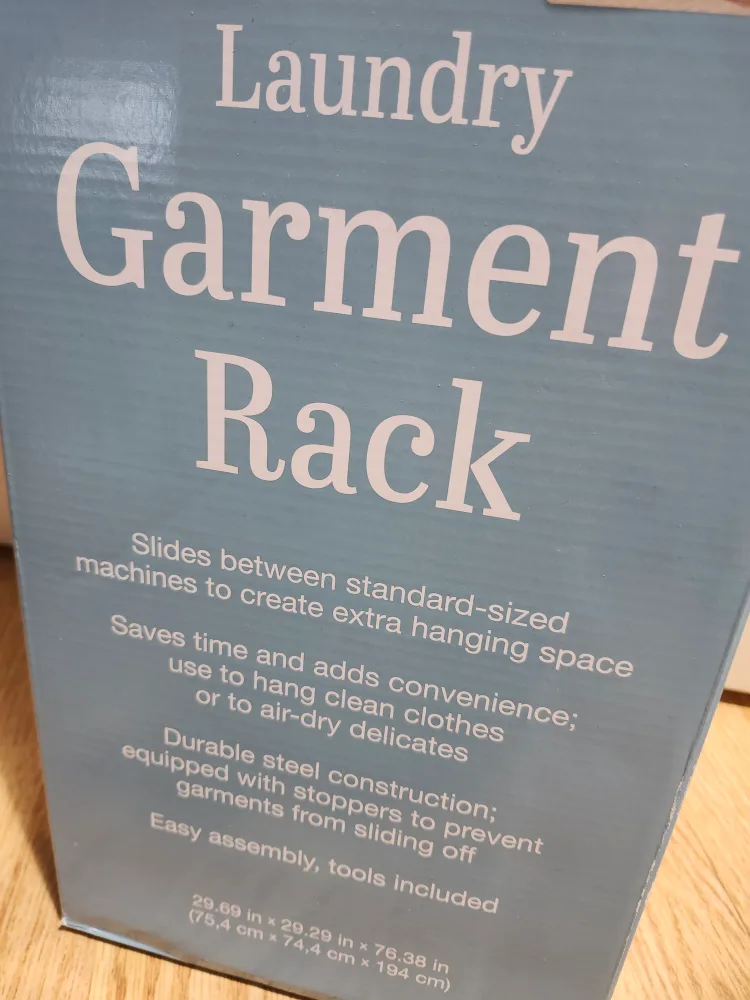 Laundry
Garment
Rack
Slides between standard-sized
machines to create extra hanging space
Saves time and adds convenience;
use to hang clean clothes
or to air-dry delicates
Durable steel construction;
equipped with stoppers to prevent
garments from sliding off
Easy assembly, tools included
29.69 in × 29.29 in × 76.38 in
(75,4 cm × 74,4 cm × 194 cm)